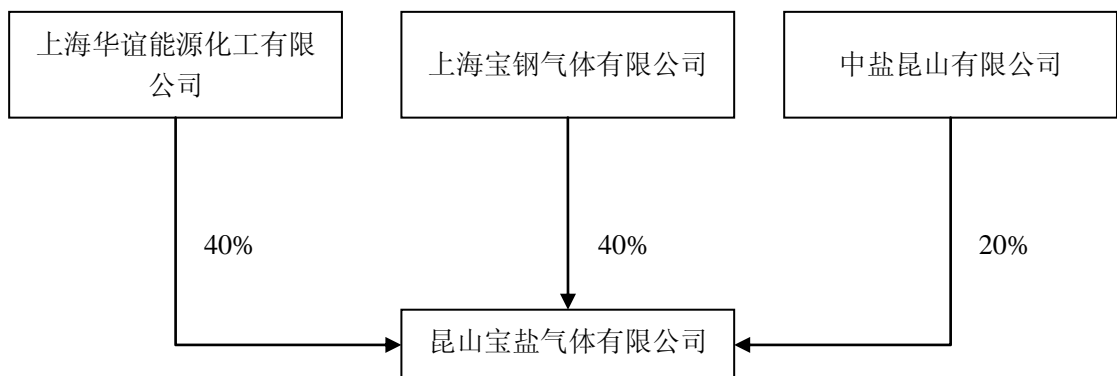 上海华谊能源化工有限
公司
上海宝钢气体有限公司
中盐昆山有限公司
40%
40%
20%
昆山宝盐气体有限公司